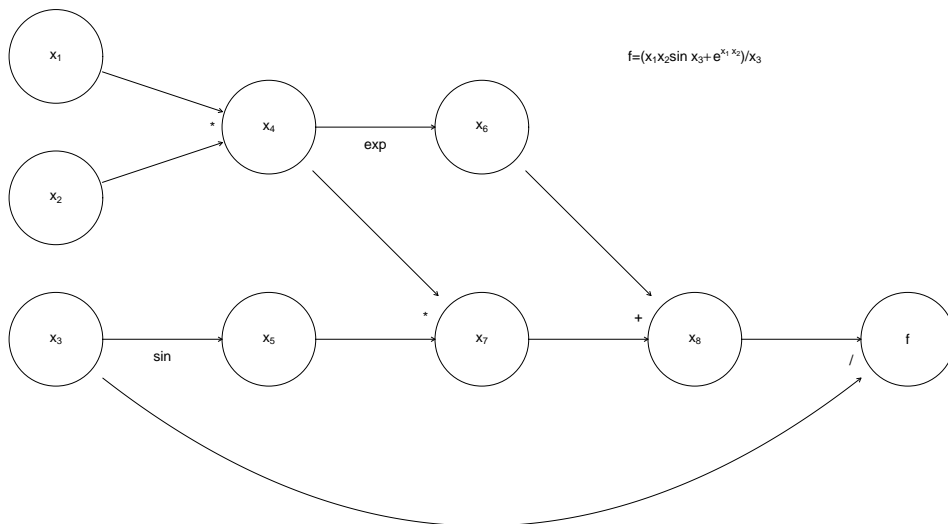 x₁
f=(x₁x₂sin x₃+e^{x₁ x₂})/x₃
*
x₄
exp
x₆
x₂
x₃
sin
x₅
*
x₇
+
x₈
/
f